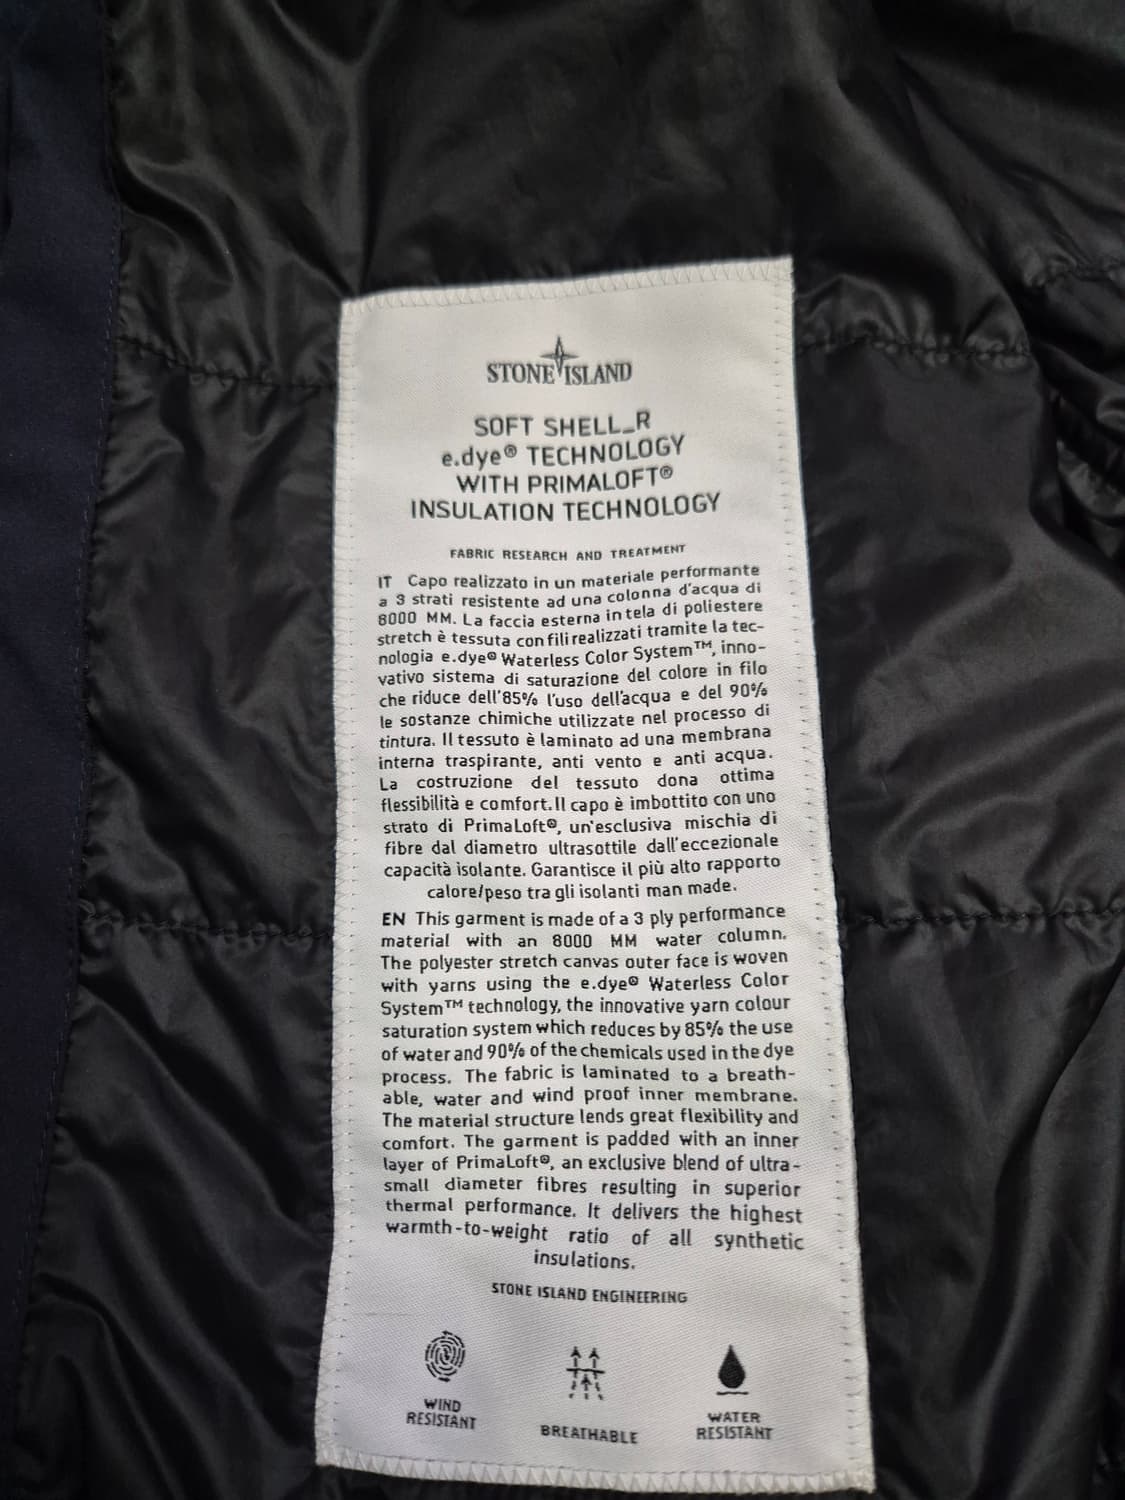 STONE ISLAND
SOFT SHELL_R
e.dye® TECHNOLOGY
WITH PRIMALOFT®
INSULATION TECHNOLOGY
FABRIC RESEARCH AND TREATMENT
IT Capo realizzato in un materiale performante
a 3 strati resistente ad una colonna d'acqua di
8000 MM. La faccia esterna in tela di poliestere
stretch è tessuta con fili realizzati tramite la tec-
nologia e.dye® Waterless Color System™, inno-
vativo sistema di saturazione del colore in filo
che riduce dell'85% l'uso dell'acqua e del 90%
le sostanze chimiche utilizzate nel processo di
tintura. Il tessuto è laminato ad una membrana
interna traspirante, anti vento e anti acqua.
La costruzione del tessuto dona ottima
flessibilità e comfort. Il capo è imbottito con uno
strato di PrimaLoft®, un'esclusiva mischia di
fibre dal diametro ultrasottile dall'eccezionale
capacità isolante. Garantisce il più alto rapporto
calore/peso tra gli isolanti man made.
EN This garment is made of a 3 ply performance
material with an 8000 MM water column.
The polyester stretch canvas outer face is woven
with yarns using the e.dye® Waterless Color
System™ technology, the innovative yarn colour
saturation system which reduces by 85% the use
of water and 90% of the chemicals used in the dye
process. The fabric is laminated to a breath-
able, water and wind proof inner membrane.
The material structure lends great flexibility and
comfort. The garment is padded with an inner
layer of PrimaLoft®, an exclusive blend of ultra-
small diameter fibres resulting in superior
thermal performance. It delivers the highest
warmth-to-weight ratio of all synthetic
insulations.
STONE ISLAND ENGINEERING
WIND
RESISTANT
BREATHABLE
WATER
RESISTANT